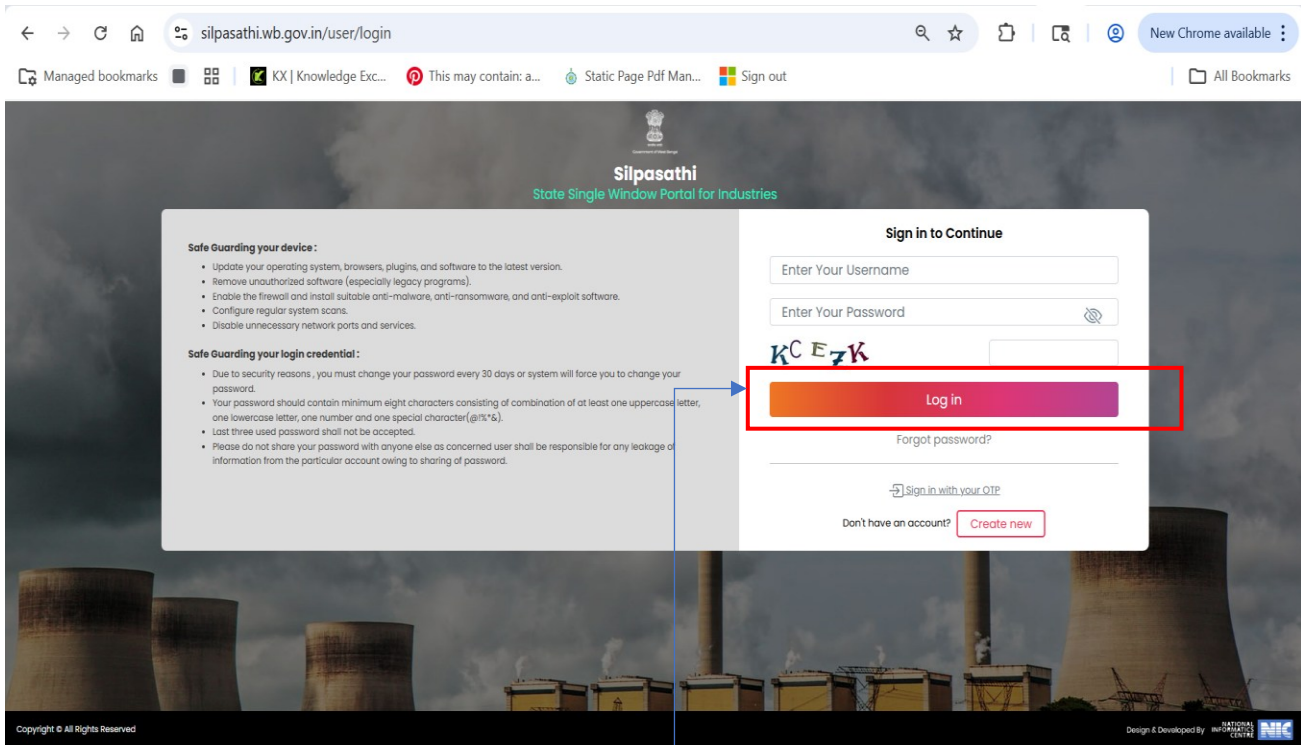 silpasathi.wb.gov.in/user/login
New Chrome available
Managed bookmarks
KX | Knowledge Exc...
This may contain: a...
Static Page Pdf Man...
Sign out
All Bookmarks
Silpasathi
State Single Window Portal for Industries
Safe Guarding your device :
Update your operating system, browsers, plugins, and software to the latest version.
Remove unauthorized software (especially legacy programs).
Enable the firewall and install suitable anti-malware, anti-ransomware, and anti-exploit software.
Configure regular system scans.
Disable unnecessary network ports and services.
Safe Guarding your login credential :
Due to security reasons , you must change your password every 30 days or system will force you to change your
password.
Your password should contain minimum eight characters consisting of combination of at least one uppercase letter,
one lowercase letter, one number and one special character(@!%*&).
Last three used password shall not be accepted.
Please do not share your password with anyone else as concerned user shall be responsible for any leakage of
information from the particular account owing to sharing of password.
Sign in to Continue
Enter Your Username
Enter Your Password
KCE7K
Log in
Forgot password?
Sign in with your OTP
Don't have an account? Create new
Copyright © All Rights Reserved
Design & Developed By
NATIONAL
INFORMATICS
CENTRE
NIC